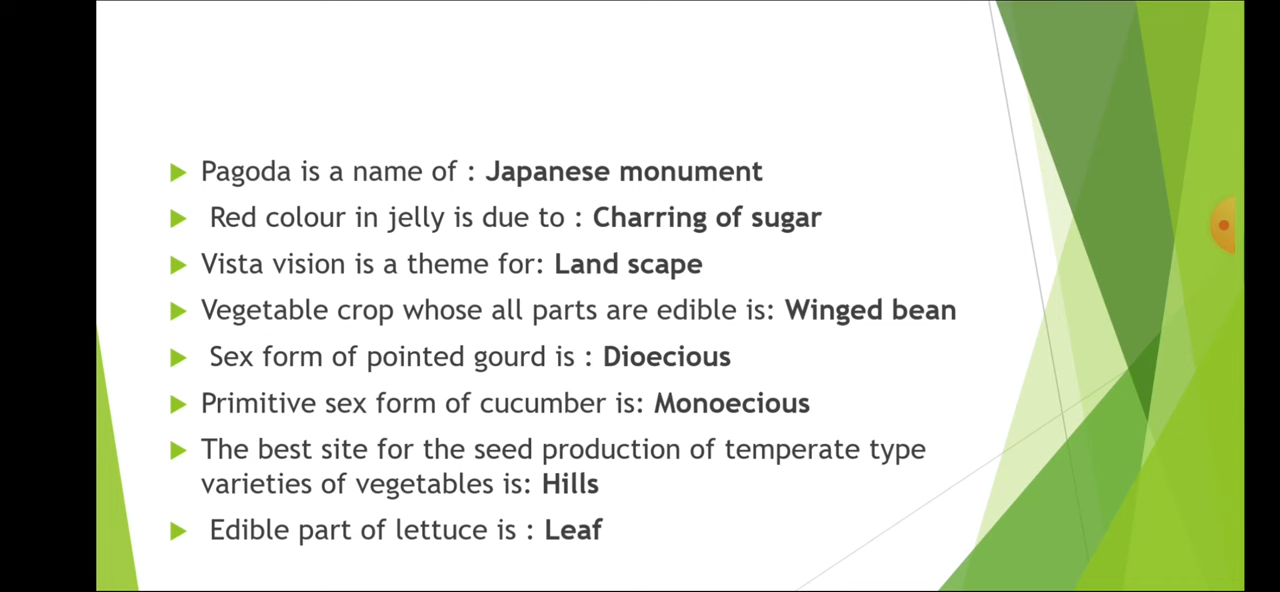 Pagoda is a name of : Japanese monument
Red colour in jelly is due to : Charring of sugar
Vista vision is a theme for: Land scape
Vegetable crop whose all parts are edible is: Winged bean
Sex form of pointed gourd is : Dioecious
Primitive sex form of cucumber is: Monoecious
The best site for the seed production of temperate type
varieties of vegetables is: Hills
Edible part of lettuce is : Leaf